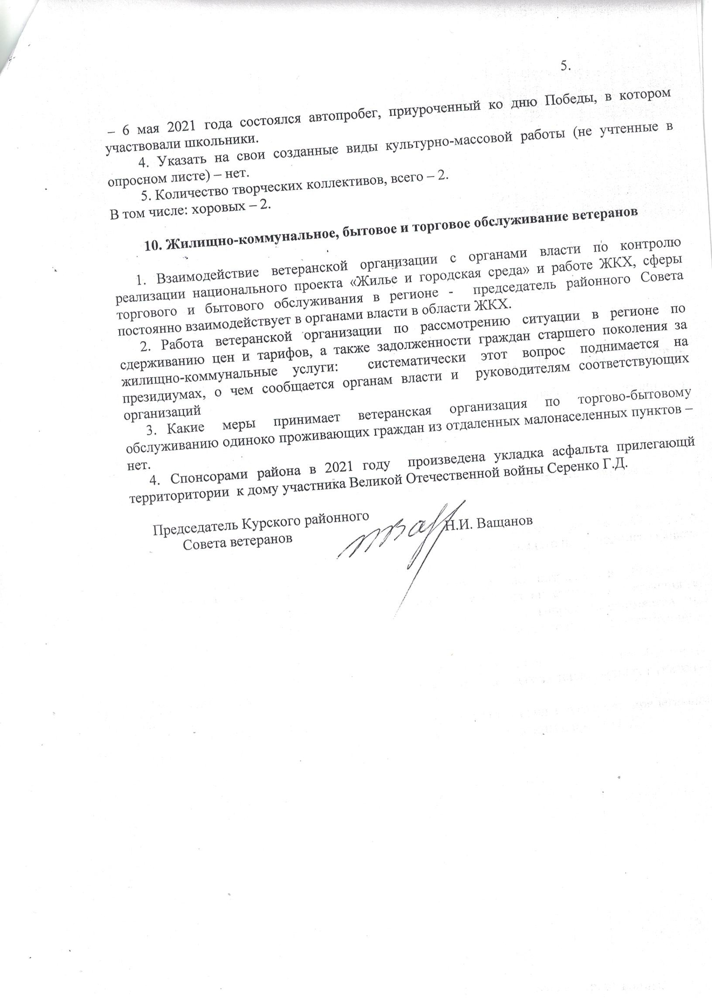 5.
– 6 мая 2021 года состоялся автопробег, приуроченный ко дню Победы, в котором
участвовали школьники.
4. Указать на свои созданные виды культурно-массовой работы (не учтенные в
опросном листе) – нет.
5. Количество творческих коллективов, всего – 2.
В том числе: хоровых – 2.
10. Жилищно-коммунальное, бытовое и торговое обслуживание ветеранов
1. Взаимодействие ветеранской организации с органами власти по контролю
реализации национального проекта «Жилье и городская среда» и работе ЖКХ, сферы
торгового и бытового обслуживания в регионе - председатель районного Совета
постоянно взаимодействует в органами власти в области ЖКХ.
2. Работа ветеранской организации по рассмотрению ситуации в регионе по
сдерживанию цен и тарифов, а также задолженности граждан старшего поколения за
жилищно-коммунальные услуги: систематически этот вопрос поднимается на
президиумах, о чем сообщается органам власти и руководителям соответствующих
организаций
3. Какие меры принимает ветеранская организация по торгово-бытовому
обслуживанию одиноко проживающих граждан из отдаленных малонаселенных пунктов –
нет.
4. Спонсорами района в 2021 году произведена укладка асфальта прилегающй
территоритории к дому участника Великой Отечественной войны Серенко Г.Д.
Председатель Курского районного
Совета ветеранов
Н.И. Ващанов